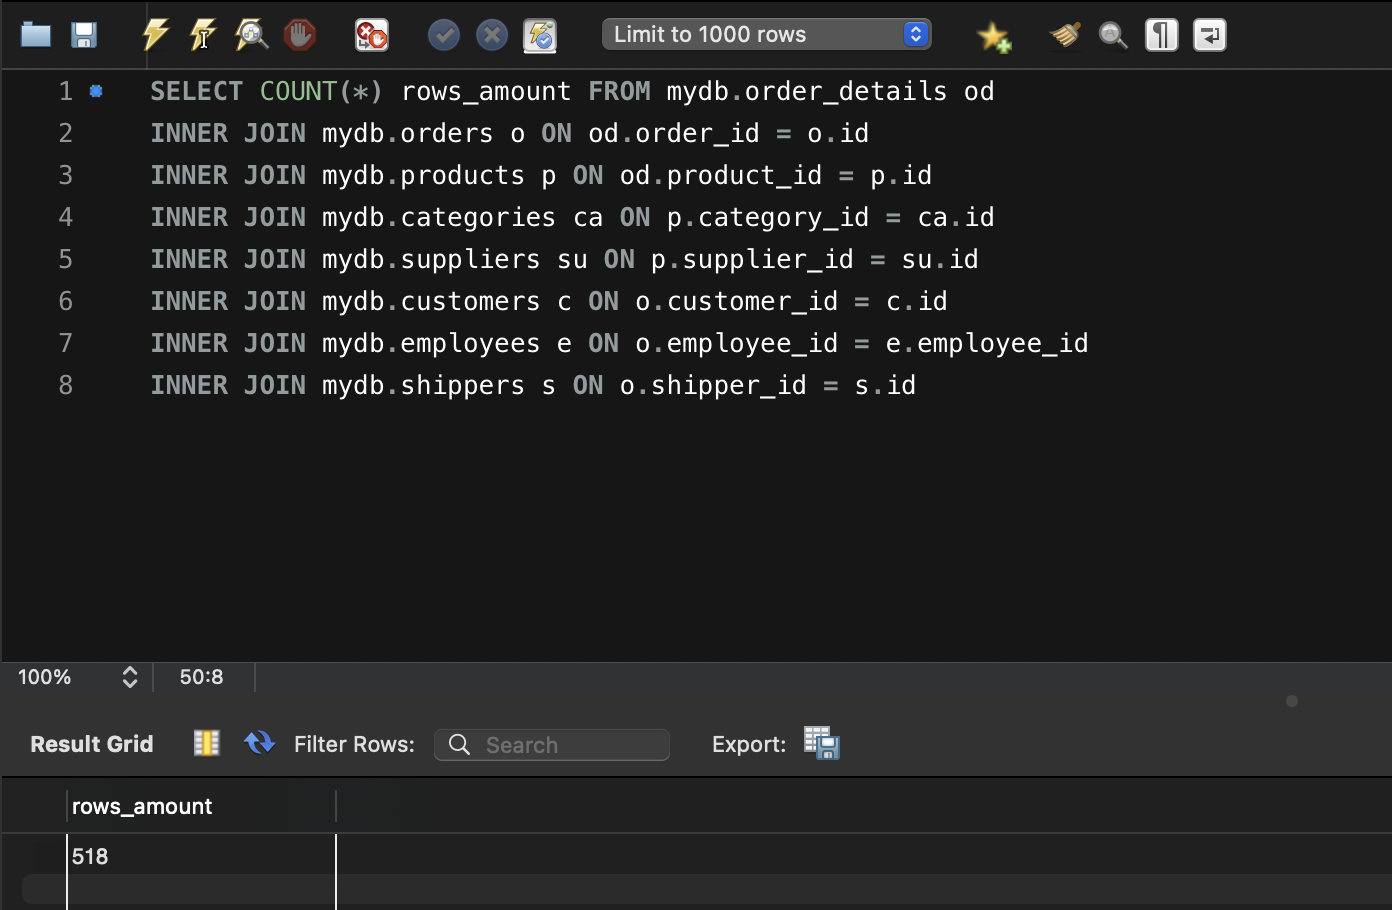 Limit to 1000 rows
1 SELECT COUNT(*) rows_amount FROM mydb.order_details od
2 INNER JOIN mydb.orders o ON od.order_id = o.id
3 INNER JOIN mydb.products p ON od.product_id = p.id
4 INNER JOIN mydb.categories ca ON p.category_id = ca.id
5 INNER JOIN mydb.suppliers su ON p.supplier_id = su.id
6 INNER JOIN mydb.customers c ON o.customer_id = c.id
7 INNER JOIN mydb.employees e ON o.employee_id = e.employee_id
8 INNER JOIN mydb.shippers s ON o.shipper_id = s.id
100% 50:8
Result Grid Filter Rows: Search Export:
rows_amount
518